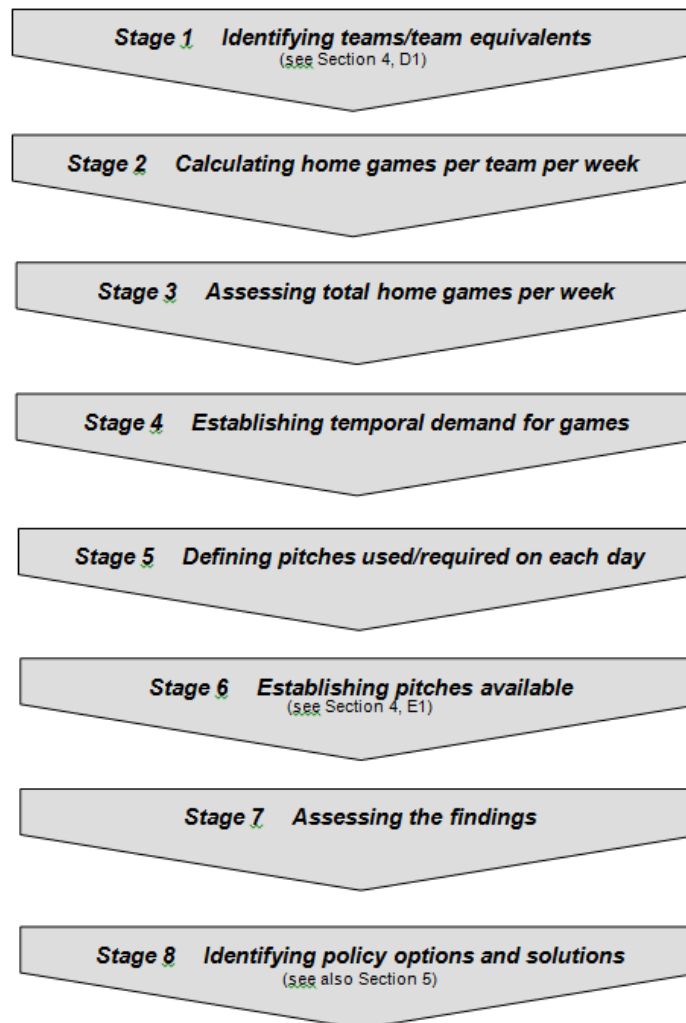 Stage 1 Identifying teams/team equivalents
(see Section 4, D1)
Stage 2 Calculating home games per team per week
Stage 3 Assessing total home games per week
Stage 4 Establishing temporal demand for games
Stage 5 Defining pitches used/required on each day
Stage 6 Establishing pitches available
(see Section 4, E1)
Stage 7 Assessing the findings
Stage 8 Identifying policy options and solutions
(see also Section 5)